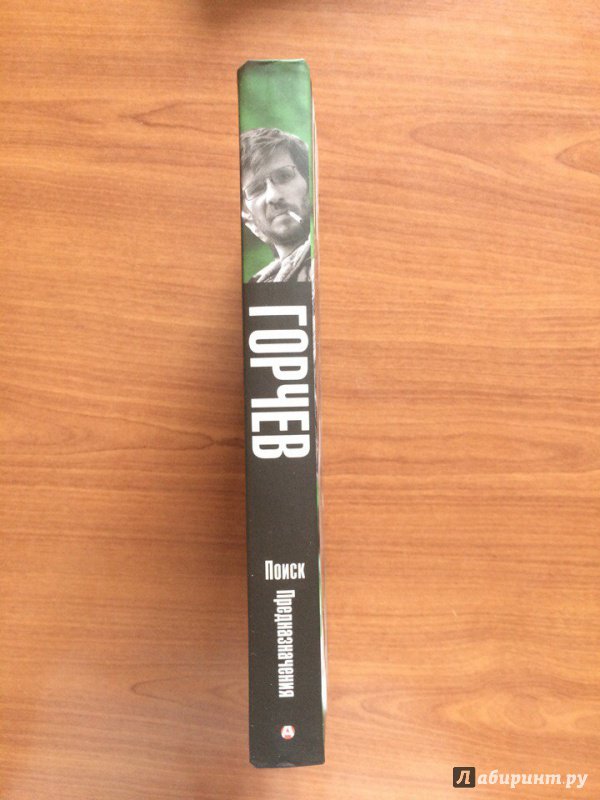 ГОРЧЕВ
Поиск
Предназначения
Д
Лабиринт.ру